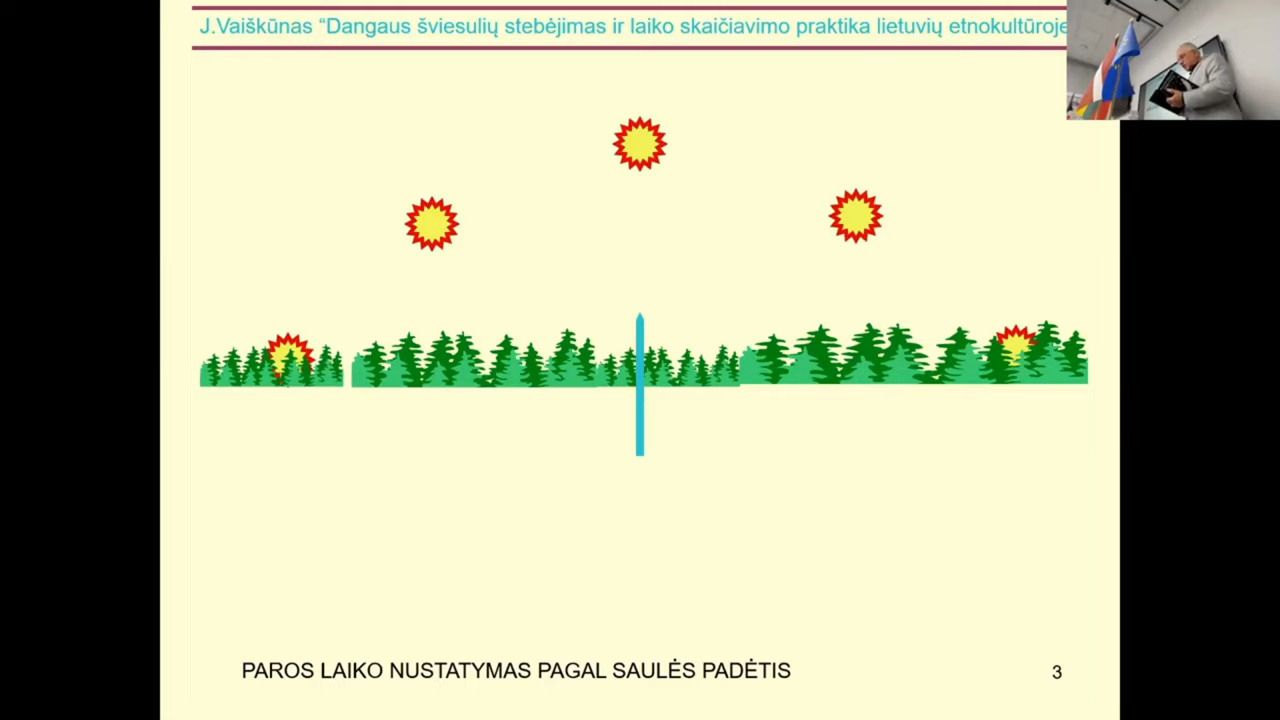 J.Vaiškūnas “Dangaus šviesulių stebėjimas ir laiko skaičiavimo praktika lietuvių etnokultūroje
PAROS LAIKO NUSTATYMAS PAGAL SAULĖS PADĖTIS
3